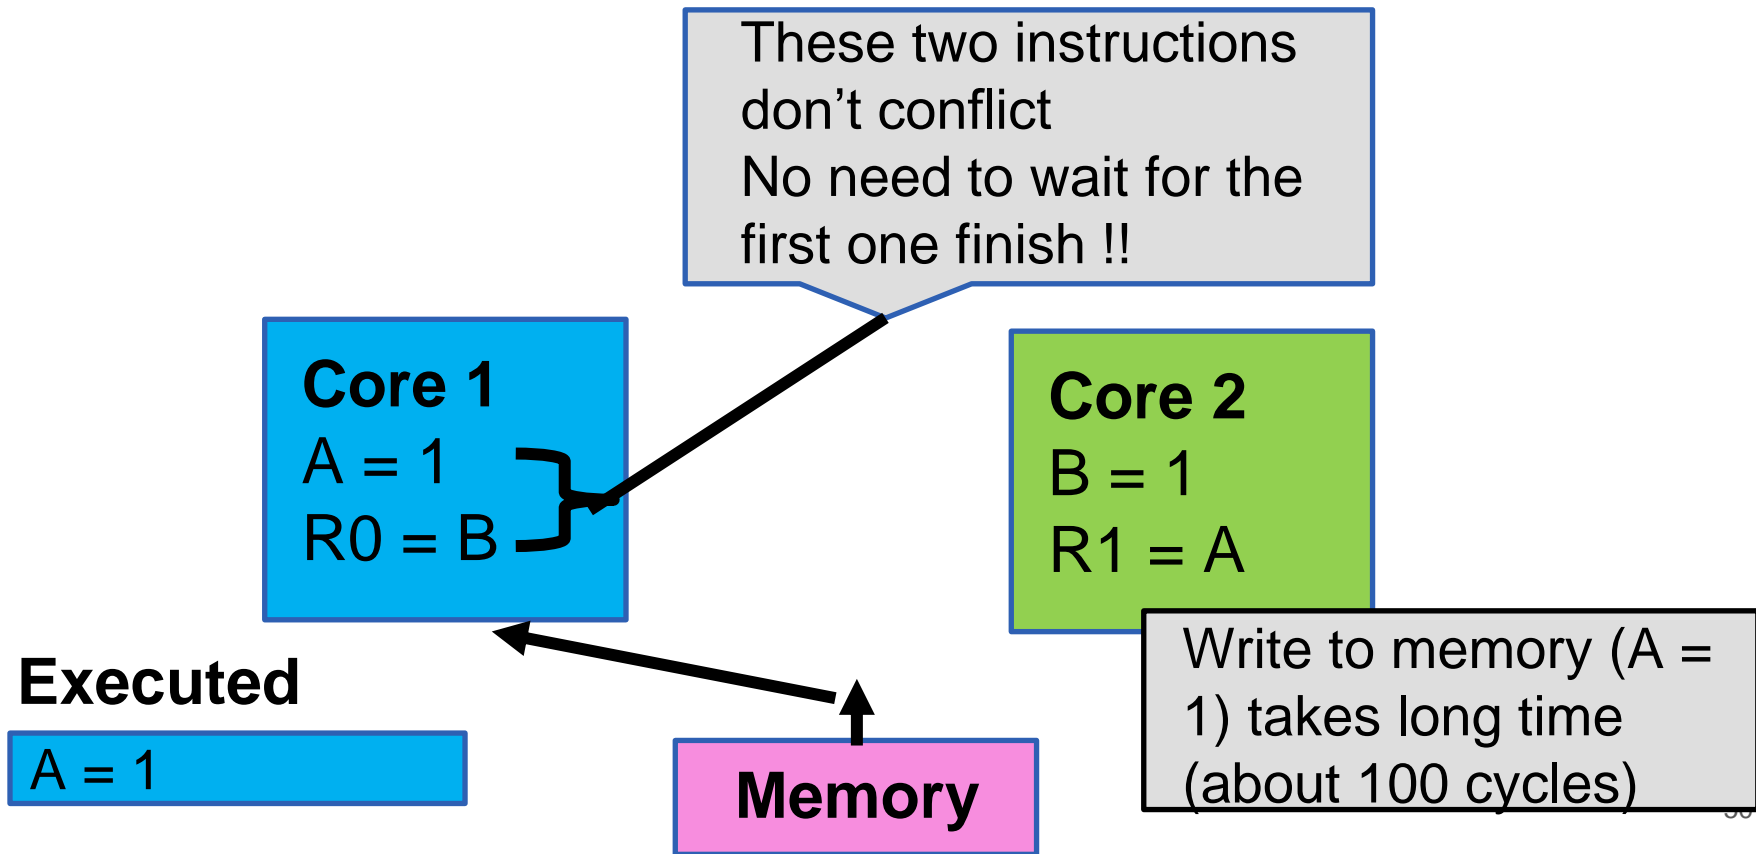 These two instructions
don’t conflict
No need to wait for the
first one finish !!
Core 1
A = 1
R0 = B
Core 2
B = 1
R1 = A
Write to memory (A =
1) takes long time
(about 100 cycles)
Executed
A = 1
Memory